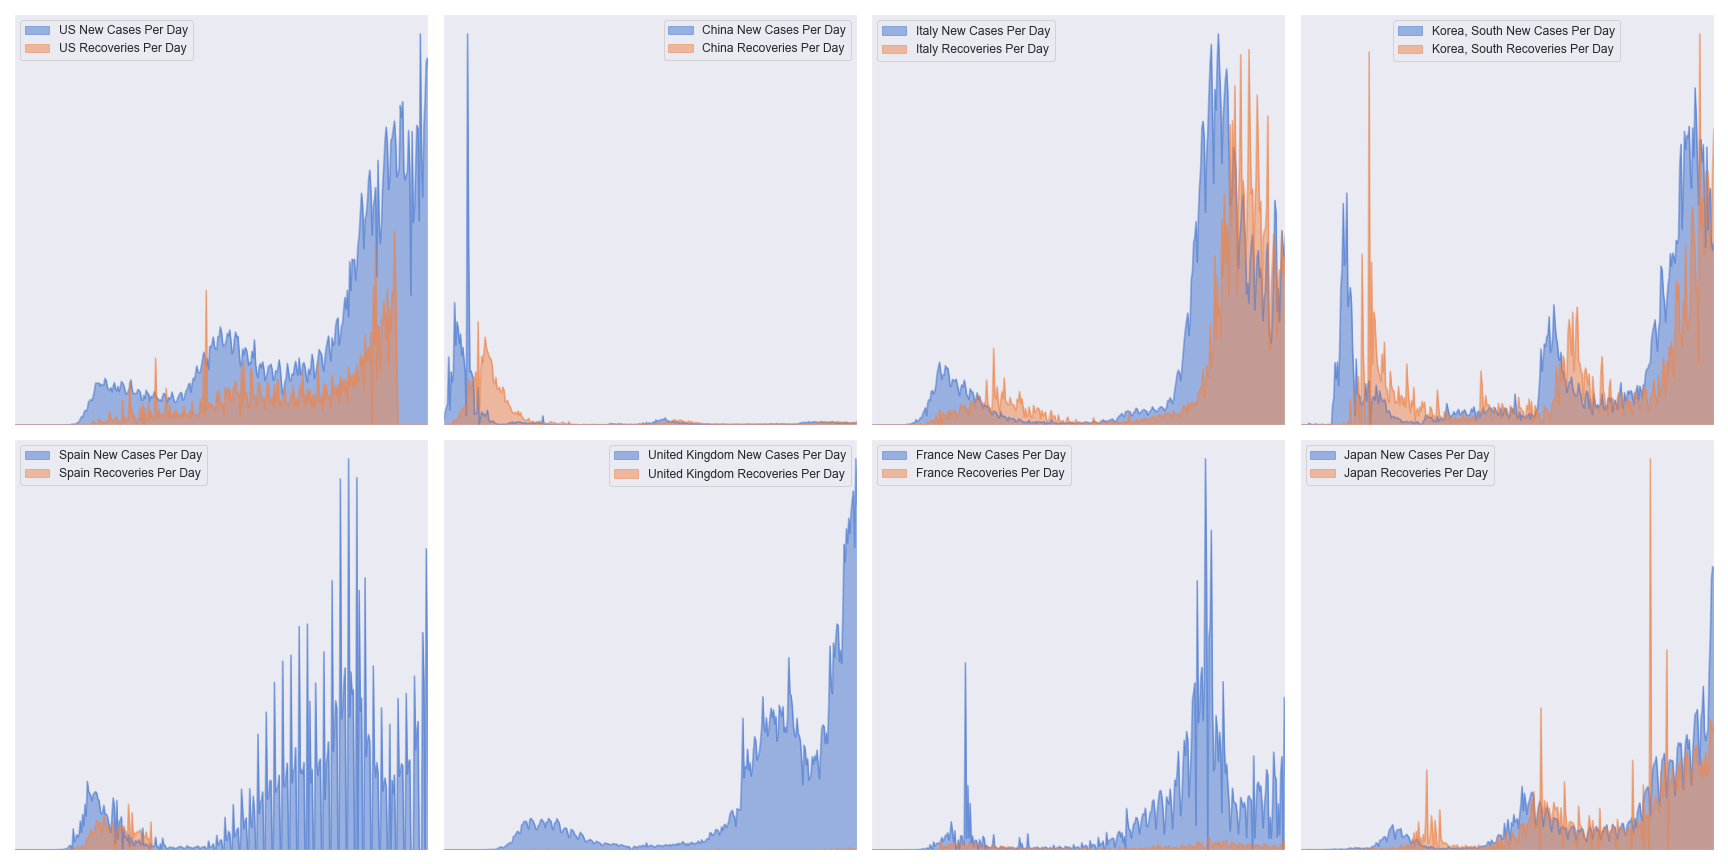 US New Cases Per Day
US Recoveries Per Day
China New Cases Per Day
China Recoveries Per Day
Italy New Cases Per Day
Italy Recoveries Per Day
Korea, South New Cases Per Day
Korea, South Recoveries Per Day
Spain New Cases Per Day
Spain Recoveries Per Day
United Kingdom New Cases Per Day
United Kingdom Recoveries Per Day
France New Cases Per Day
France Recoveries Per Day
Japan New Cases Per Day
Japan Recoveries Per Day